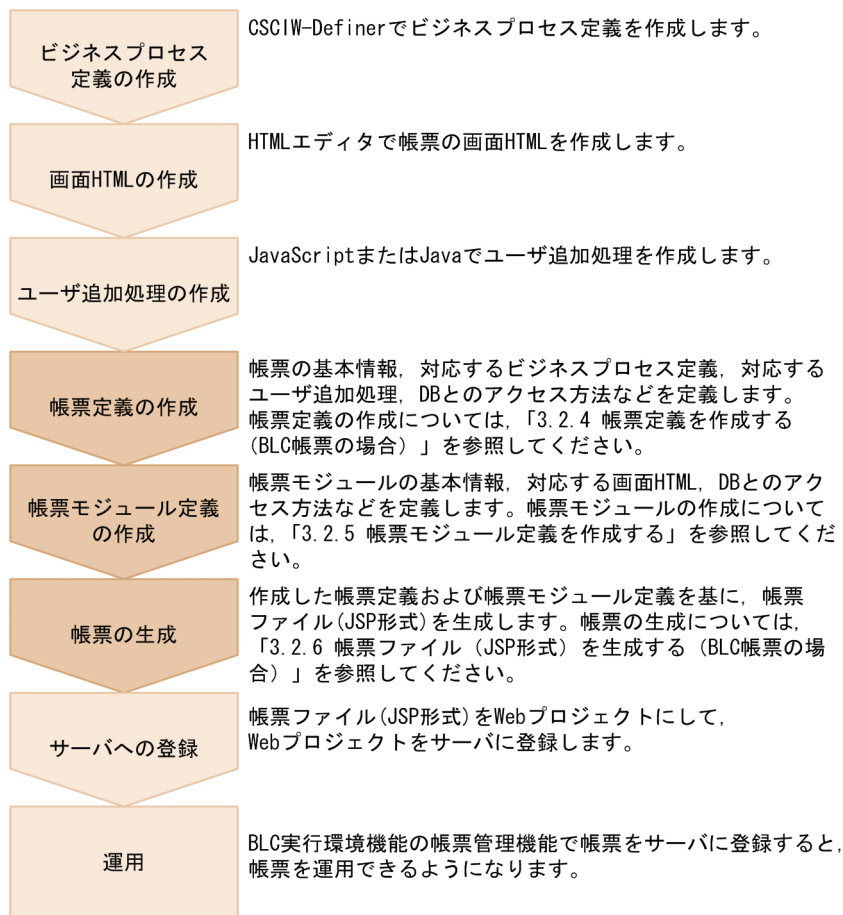 ビジネスプロセス
定義の作成
CSCIW-Definerでビジネスプロセス定義を作成します。
画面HTMLの作成
HTMLエディタで帳票の画面HTMLを作成します。
ユーザ追加処理の作成
JavaScriptまたはJavaでユーザ追加処理を作成します。
帳票定義の作成
帳票の基本情報，対応するビジネスプロセス定義，対応する
ユーザ追加処理，DBとのアクセス方法などを定義します。
帳票定義の作成については，「3.2.4 帳票定義を作成する
（BLC帳票の場合）」を参照してください。
帳票モジュール定義
の作成
帳票モジュールの基本情報，対応する画面HTML，DBとのアク
セス方法などを定義します。帳票モジュールの作成について
は，「3.2.5 帳票モジュール定義を作成する」を参照してくだ
さい。
帳票の生成
作成した帳票定義および帳票モジュール定義を基に，帳票
ファイル(JSP形式)を生成します。帳票の生成については，
「3.2.6 帳票ファイル（JSP形式）を生成する（BLC帳票の場
合）」を参照してください。
サーバへの登録
帳票ファイル(JSP形式)をWebプロジェクトにして，
Webプロジェクトをサーバに登録します。
運用
BLC実行環境機能の帳票管理機能で帳票をサーバに登録すると，
帳票を運用できるようになります。